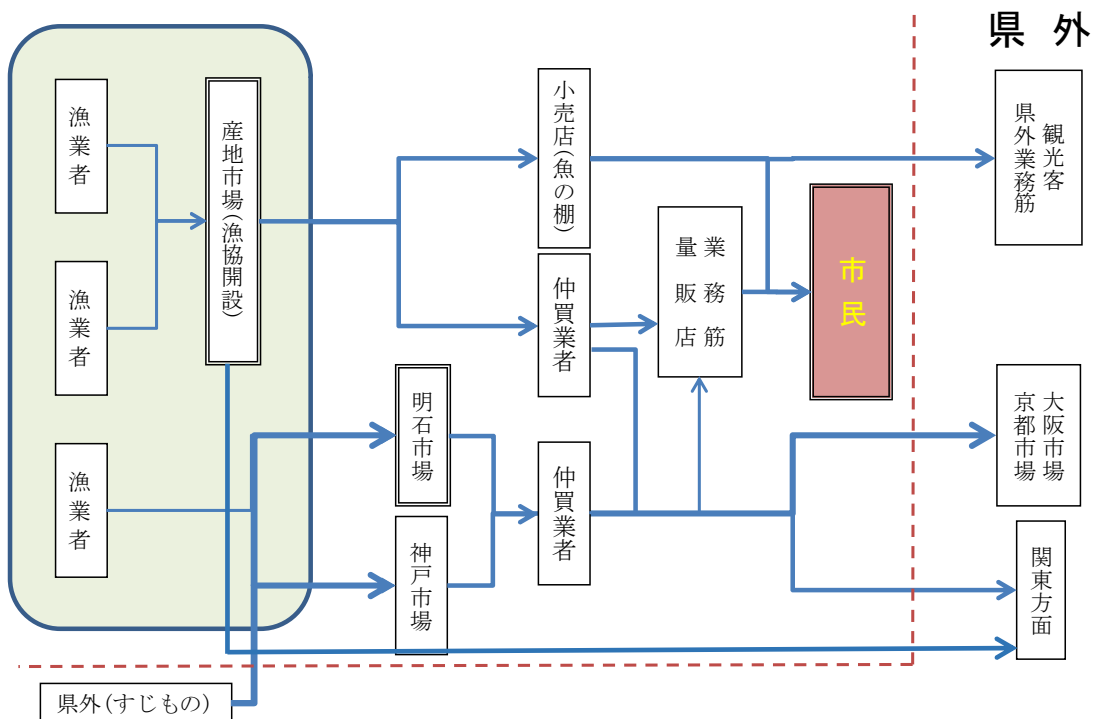 県 外
漁業者
漁業者
漁業者
産地市場(漁協開設)
小売店(魚の棚)
仲買業者
業務筋
量販店
市民
明石市場
神戸市場
仲買業者
観光客
県外業務筋
大阪市場
京都市場
関東方面
県外(すじもの)